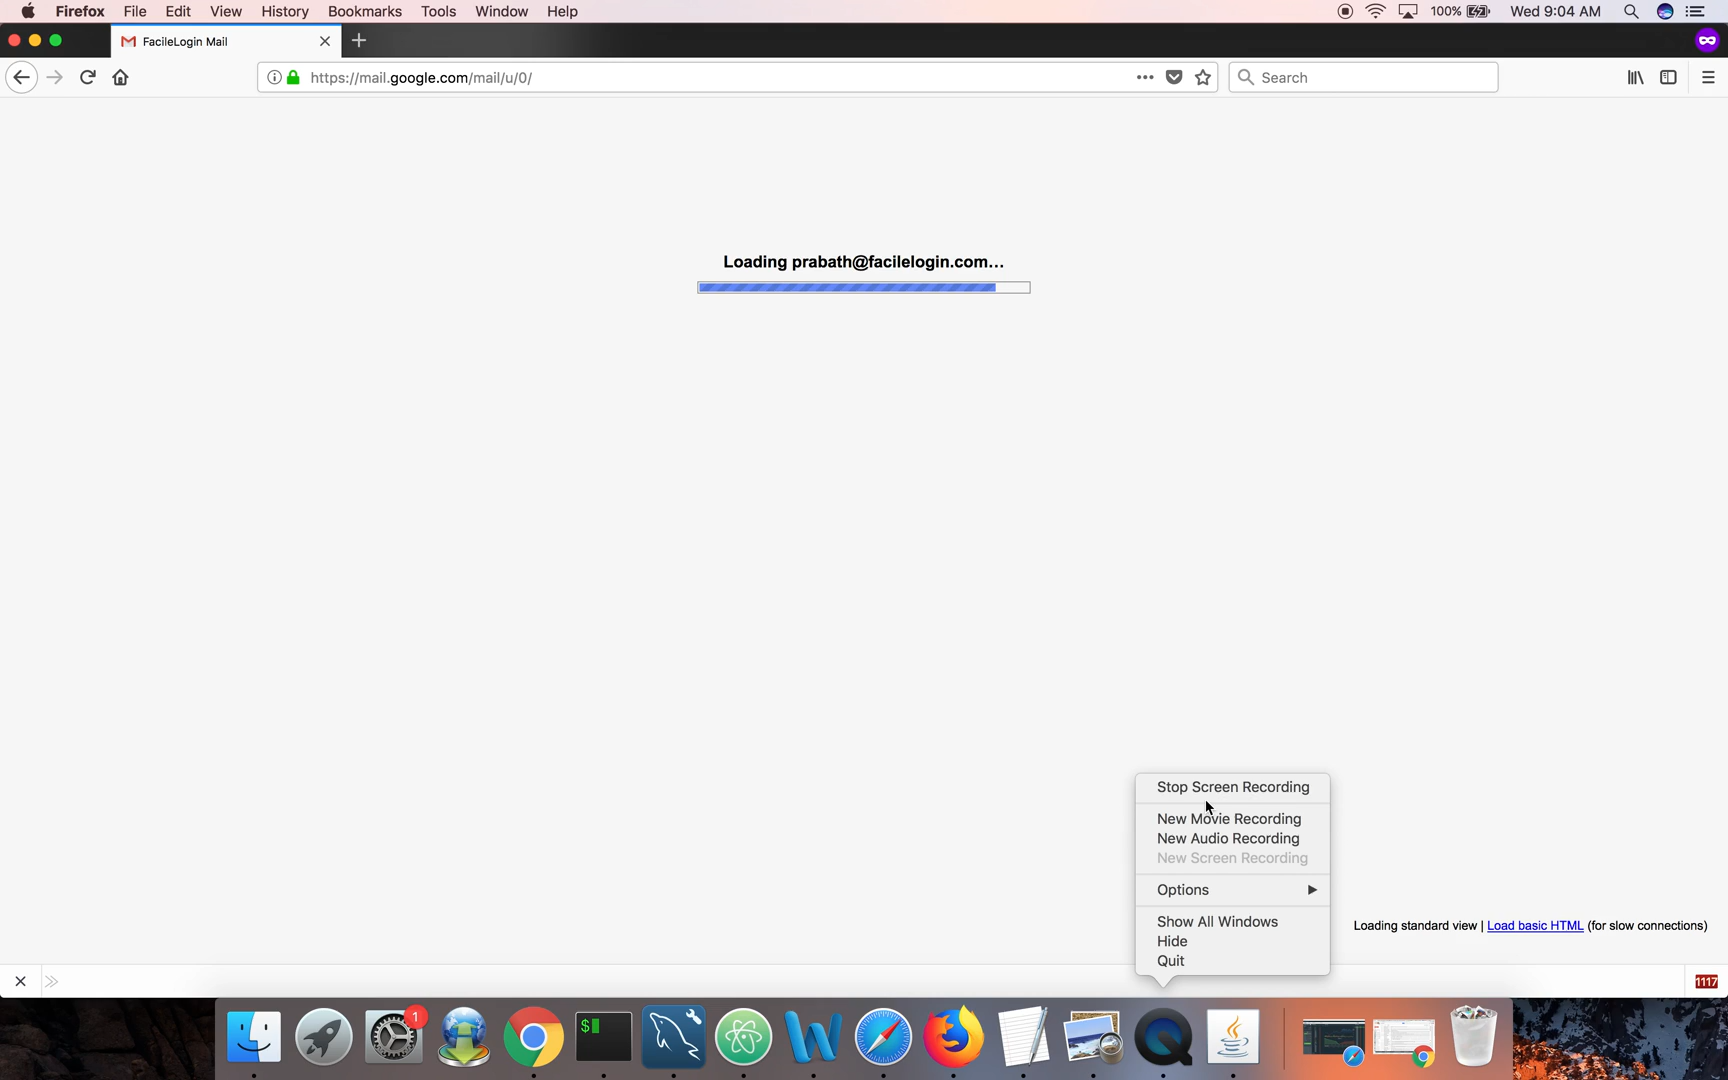 Firefox File Edit View History Bookmarks Tools Window Help 100% Wed 9:04 AM
FacileLogin Mail
https://mail.google.com/mail/u/0/ Search
Loading prabath@facilelogin.com...
Stop Screen Recording
New Movie Recording
New Audio Recording
New Screen Recording
Options
Show All Windows
Hide
Quit
Loading standard view | Load basic HTML (for slow connections)
1117
1
$